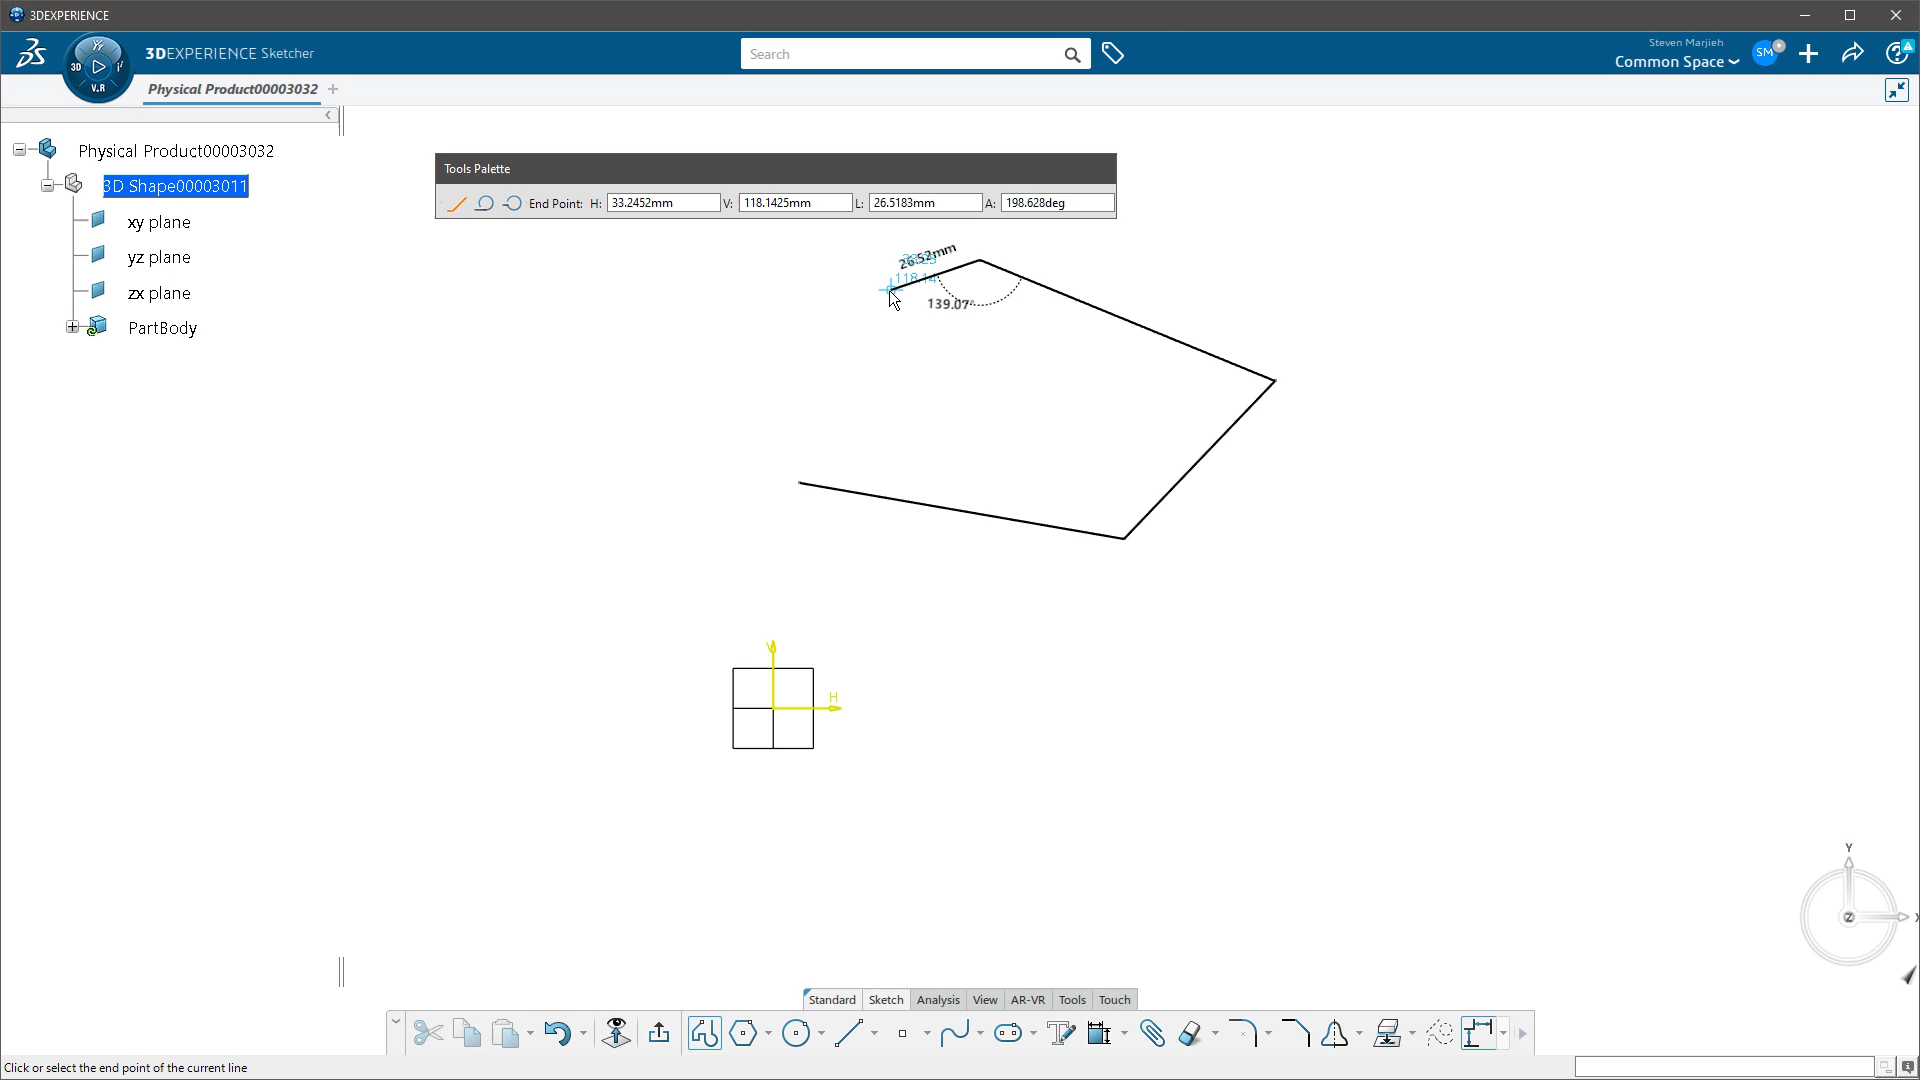 3DEXPERIENCE
3DEXPERIENCE Sketcher
3D
V.R
Search
Steven Marjieh
Common Space
SM
Physical Product00003032
Physical Product00003032
3D Shape00003011
xy plane
yz plane
zx plane
PartBody
Tools Palette
End Point: H: 33.2452mm V: 118.1425mm L: 26.5183mm A: 198.628deg
26.52mm
118.14
139.07°
V
H
Y
Z
X
Standard Sketch Analysis View AR-VR Tools Touch
Click or select the end point of the current line